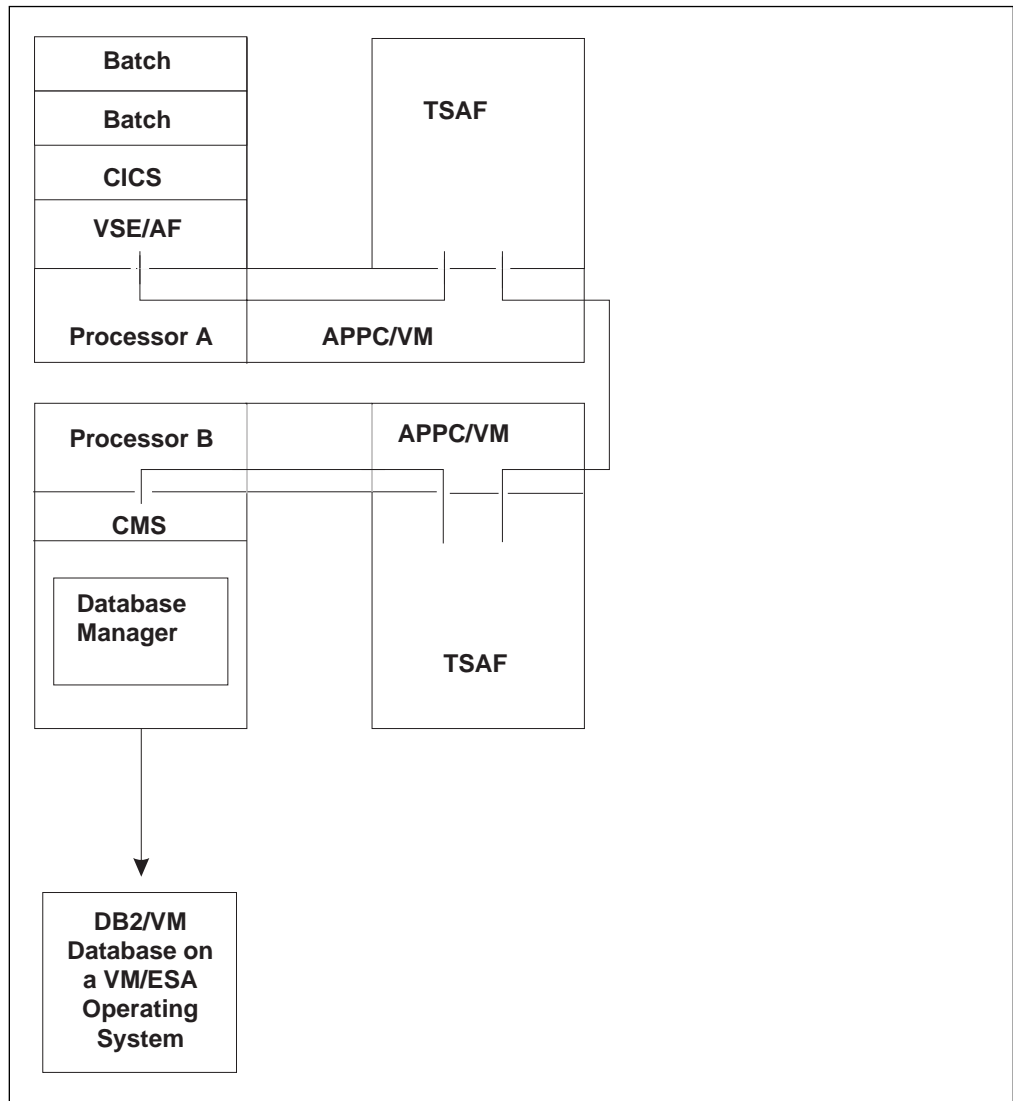 Batch
Batch
CICS
VSE/AF
TSAF
Processor A
APPC/VM
Processor B
APPC/VM
CMS
Database
Manager
TSAF
DB2/VM
Database on
a VM/ESA
Operating
System